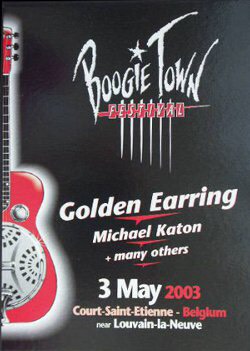 Boogie Town
FESTIVAL
Golden Earring
Michael Katon
+ many others
3 May 2003
Court-Saint-Etienne - Belgium
near Louvain-la-Neuve